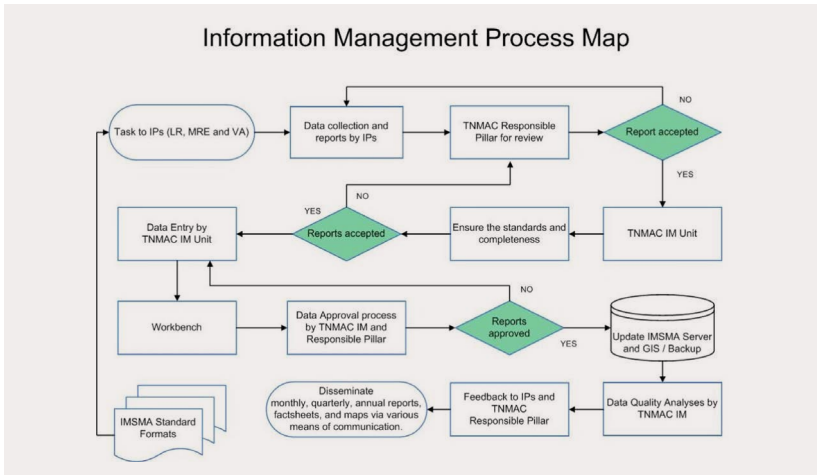 Information Management Process Map
Task to IPs (LR, MRE and VA)
Data collection and
reports by IPs
TNMAC Responsible
Pillar for review
NO
Report accepted
YES
TNMAC IM Unit
Ensure the standards and
completeness
NO
YES
Reports accepted
Data Entry by
TNMAC IM Unit
Workbench
Data Approval process
by TNMAC IM and
Responsible Pillar
NO
Reports
approved
YES
Update IMSMA Server
and GIS / Backup
Data Quality Analyses by
TNMAC IM
Feedback to IPs and
TNMAC
Responsible Pillar
Disseminate
monthly, quarterly, annual reports,
factsheets, and maps via various
means of communication.
IMSMA Standard
Formats